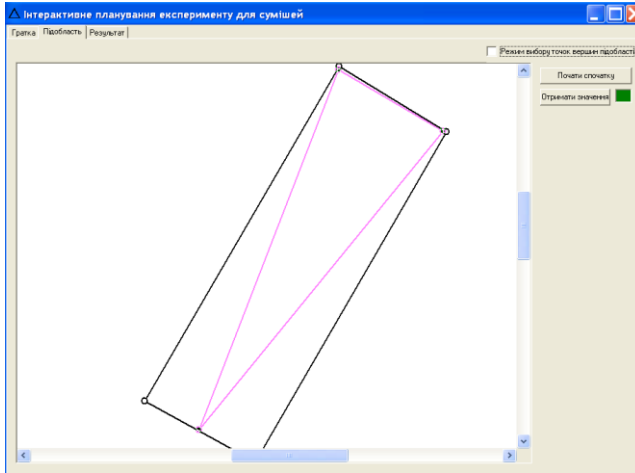 Інтерактивне планування експерименту для сумішей
Гратка Підобласть Результат
Режим вибору точок вершин підобласті
Почати спочатку
Отримати значення